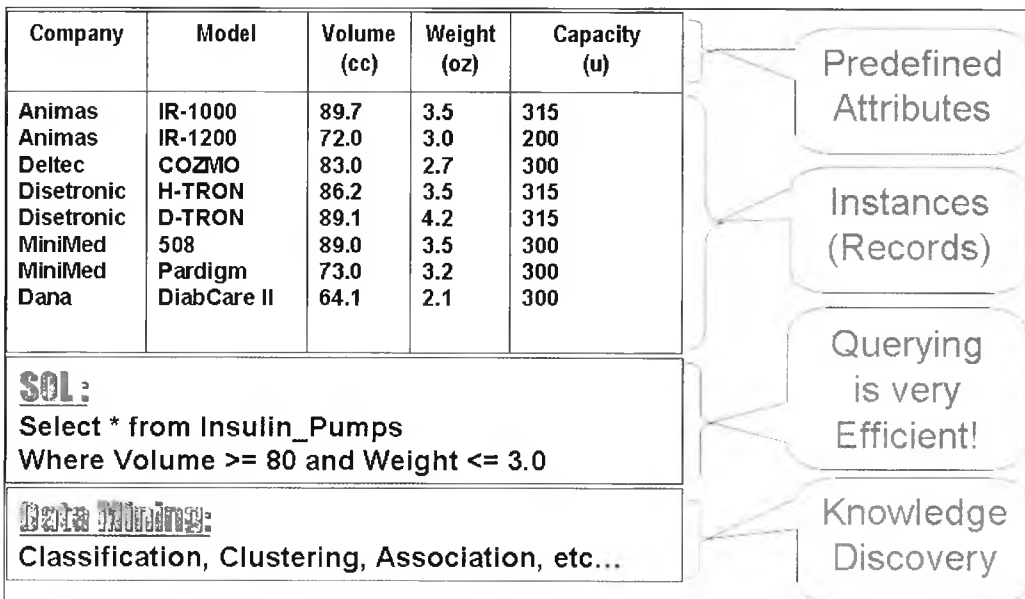 Company Model Volume (cc) Weight (oz) Capacity (u)
Animas IR-1000 89.7 3.5 315
Animas IR-1200 72.0 3.0 200
Deltec COZMO 83.0 2.7 300
Disetronic H-TRON 86.2 3.5 315
Disetronic D-TRON 89.1 4.2 315
MiniMed 508 89.0 3.5 300
MiniMed Pardigm 73.0 3.2 300
Dana DiabCare II 64.1 2.1 300
SQL:
Select * from Insulin_Pumps
Where Volume >= 80 and Weight <= 3.0
Data Mining:
Classification, Clustering, Association, etc...
Predefined
Attributes
Instances
(Records)
Querying
is very
Efficient!
Knowledge
Discovery